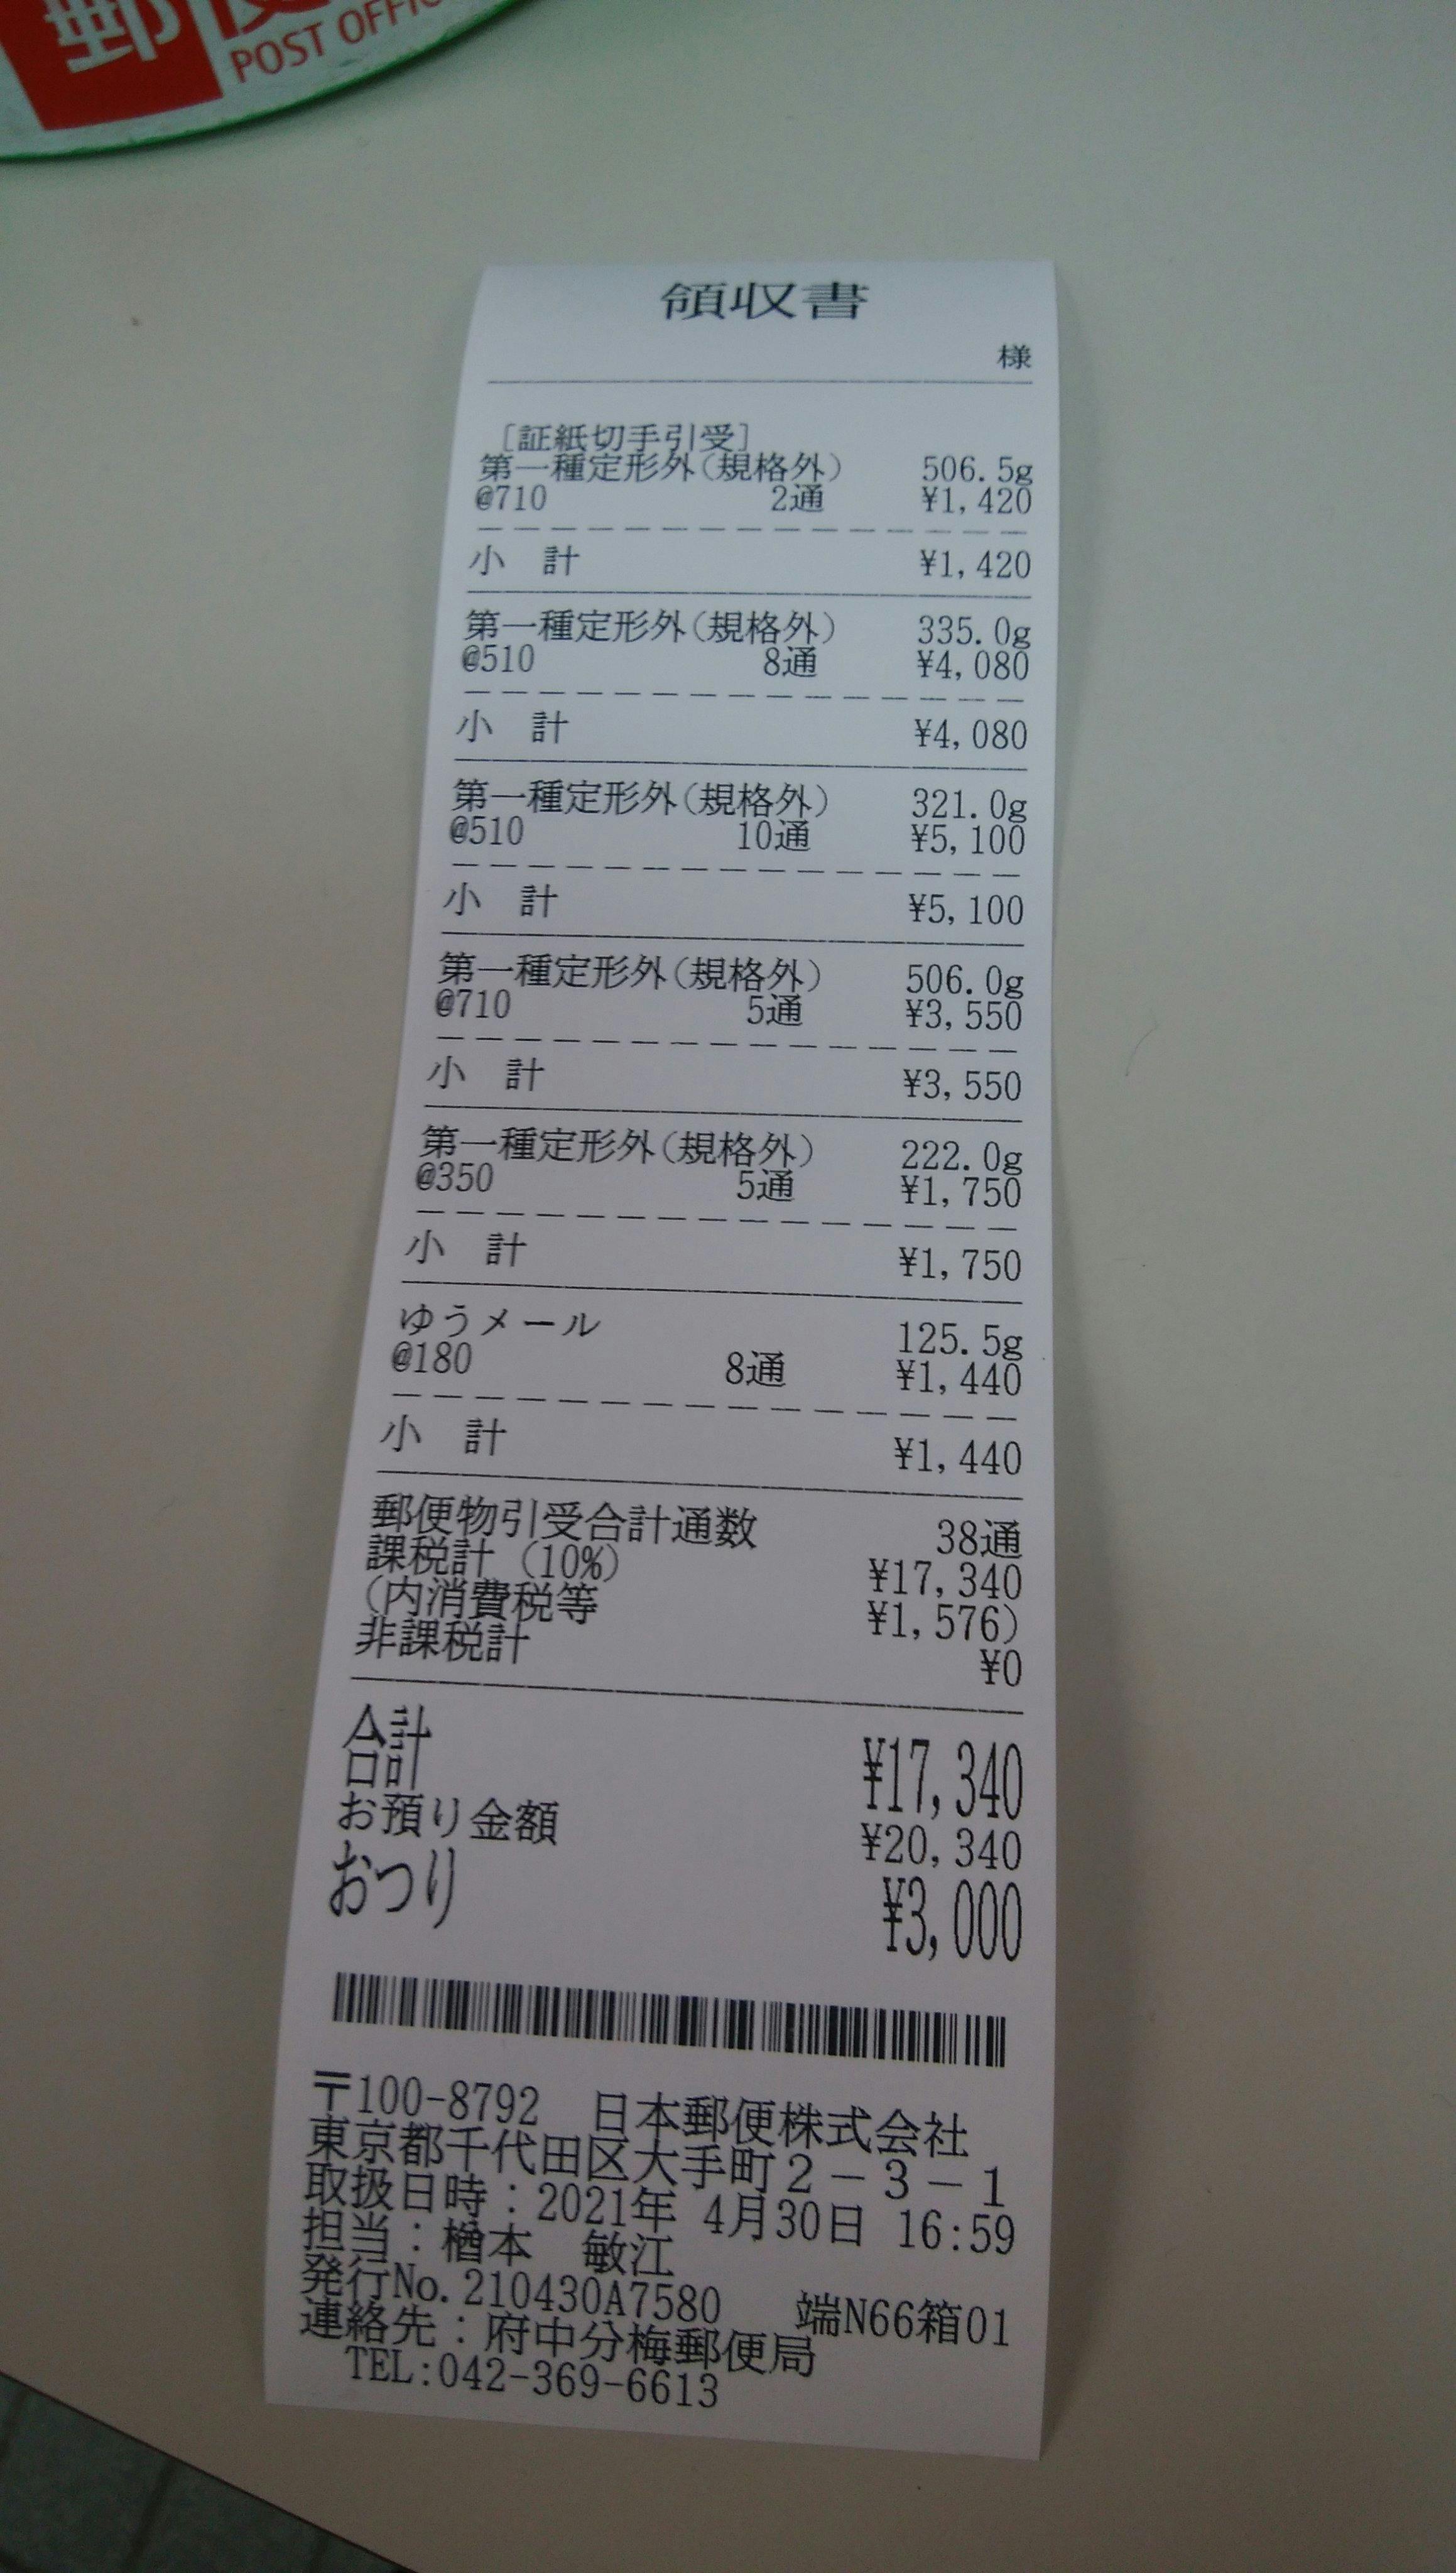 郵便
POST OFFIC
領収書
様
[証紙切手引受]
第一種定形外(規格外) 506.5g
@710 2通 ¥1,420
小 計 ¥1,420
第一種定形外(規格外) 335.0g
@510 8通 ¥4,080
小 計 ¥4,080
第一種定形外(規格外) 321.0g
@510 10通 ¥5,100
小 計 ¥5,100
第一種定形外(規格外) 506.0g
@710 5通 ¥3,550
小 計 ¥3,550
第一種定形外(規格外) 222.0g
@350 5通 ¥1,750
小 計 ¥1,750
ゆうメール 125.5g
@180 8通 ¥1,440
小 計 ¥1,440
郵便物引受合計通数 38通
課税計 (10%) ¥17,340
(内消費税等 ¥1,576)
非課税計 ¥0
合計 ¥17,340
お預り金額 ¥20,340
おつり ¥3,000
〒100-8792 日本郵便株式会社
東京都千代田区大手町2-3-1
取扱日時:2021年 4月30日 16:59
担当:楢本 敏江
発行No.210430A7580 端N66箱01
連絡先:府中分梅郵便局
TEL:042-369-6613